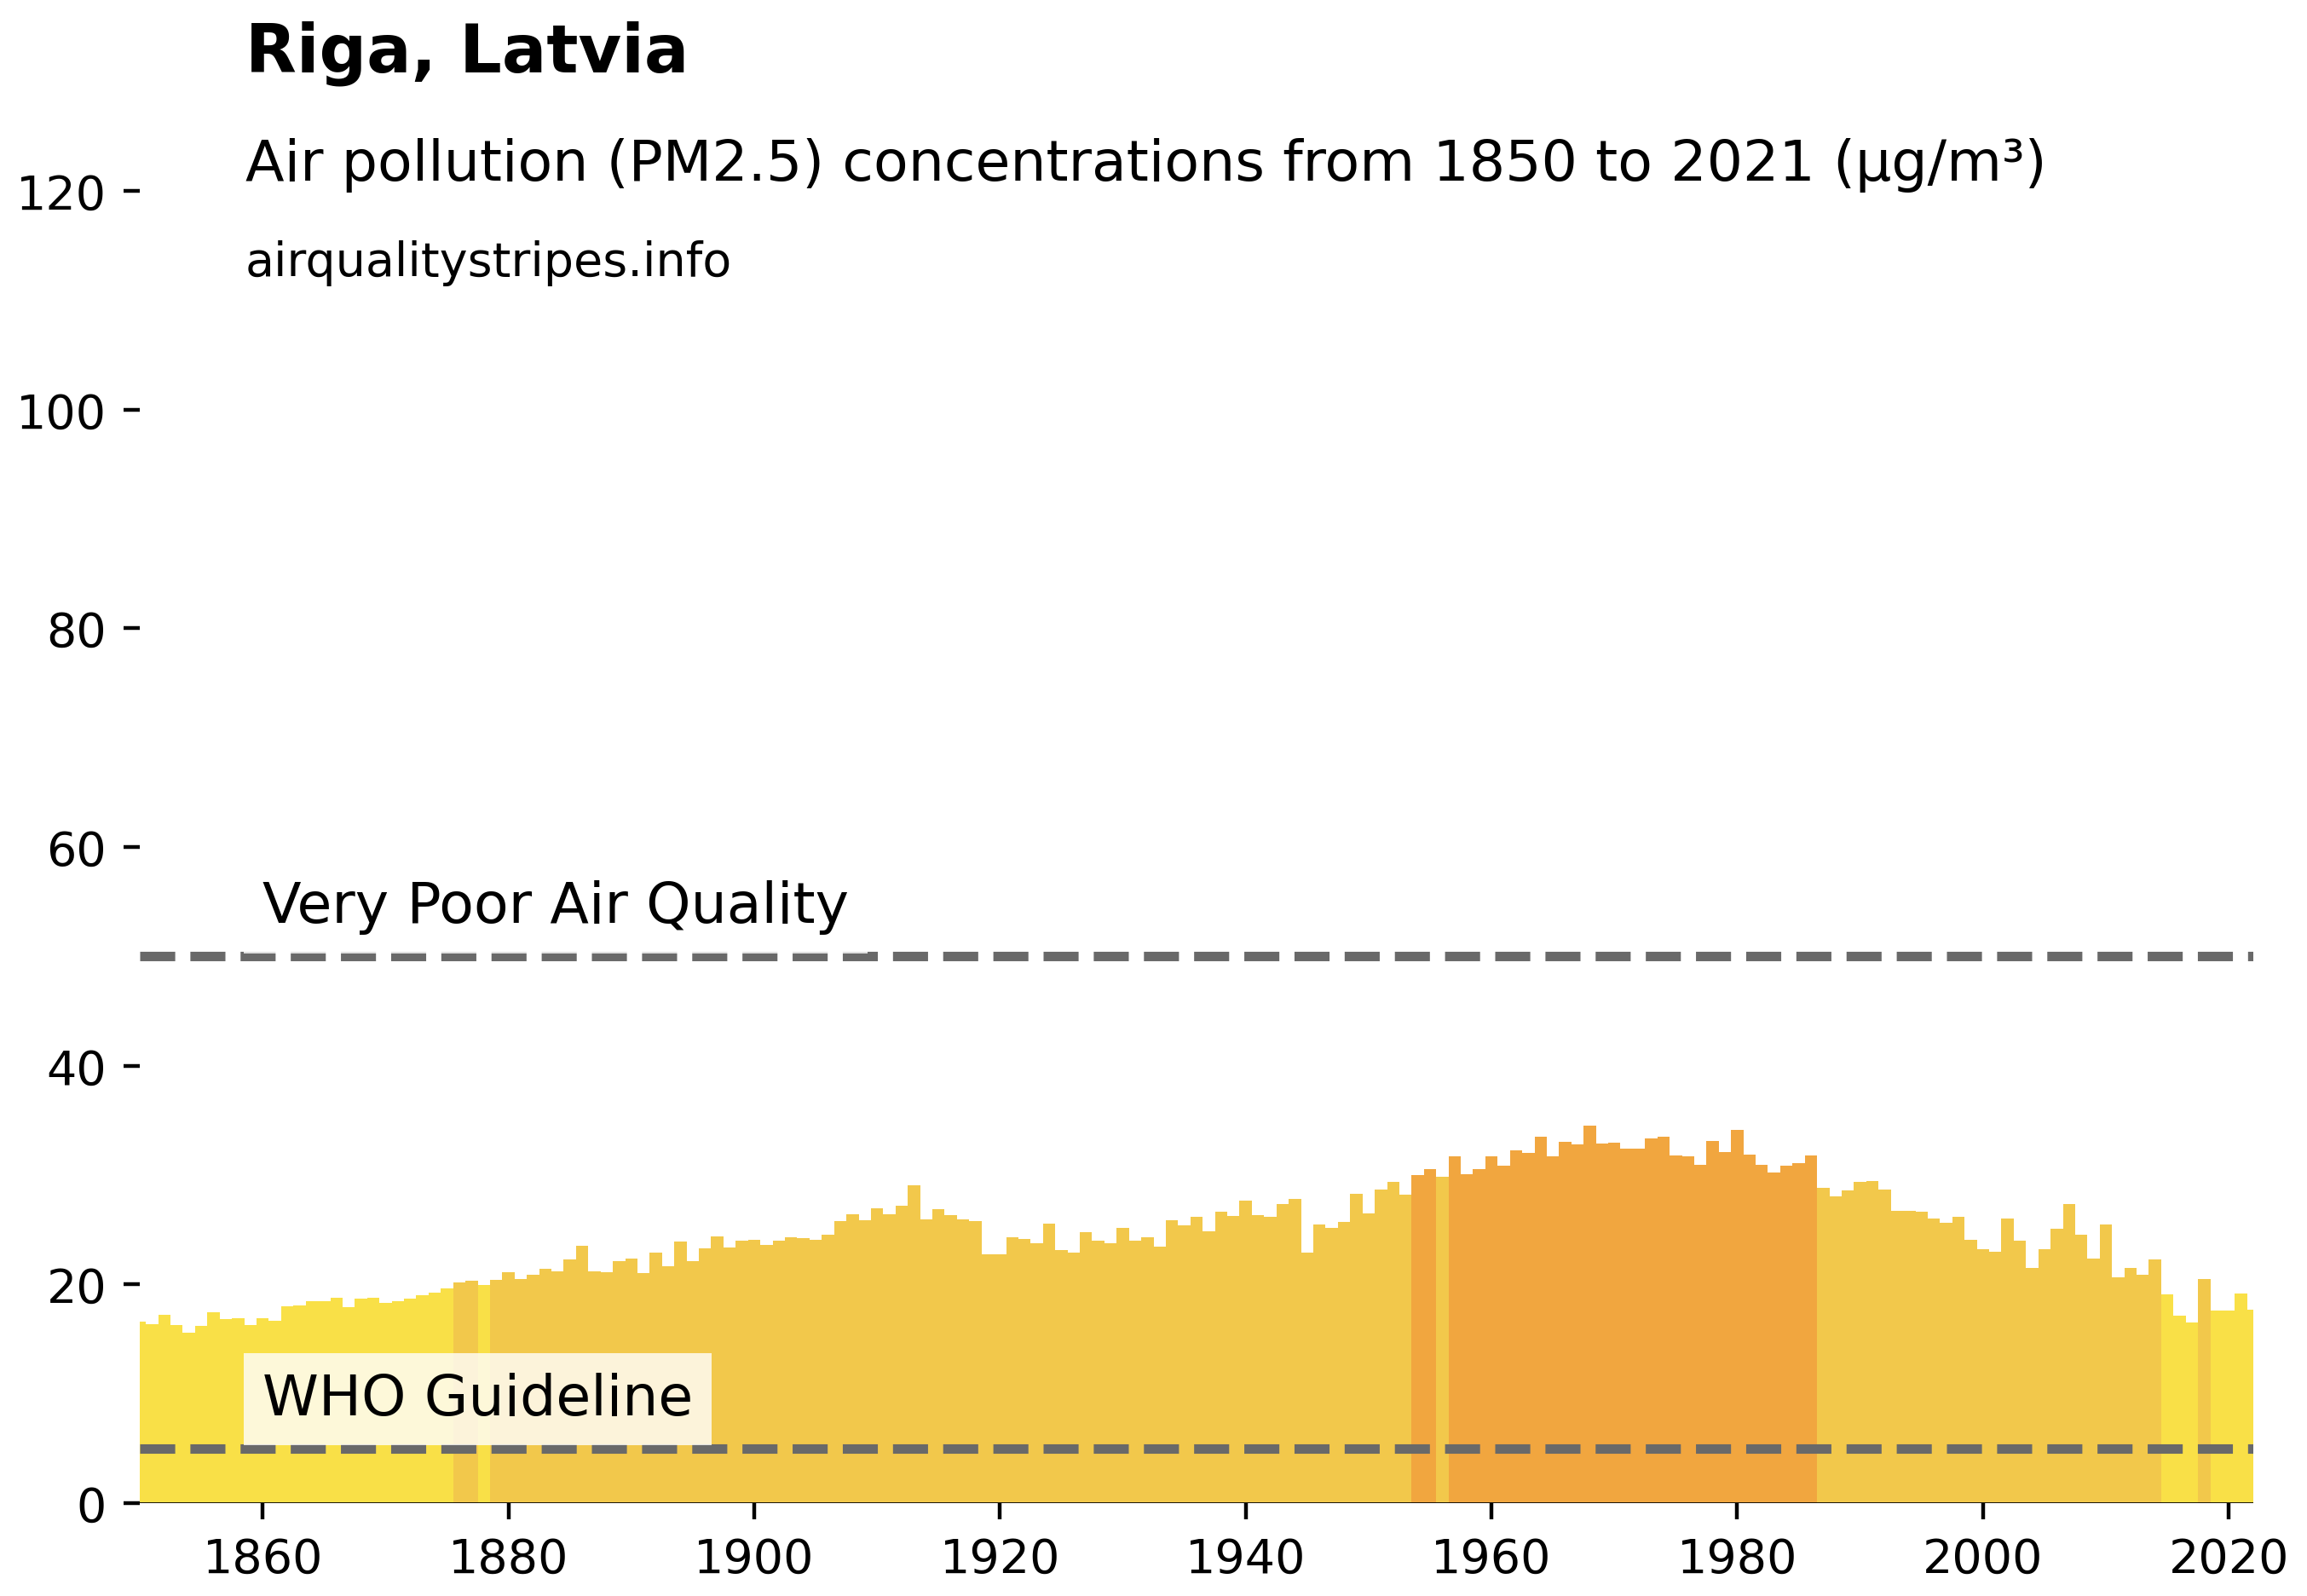 Riga, Latvia
Air pollution (PM2.5) concentrations from 1850 to 2021 (µg/m³)
airqualitystripes.info
120
100
80
60
Very Poor Air Quality
40
20
WHO Guideline
0
1860 1880 1900 1920 1940 1960 1980 2000 2020